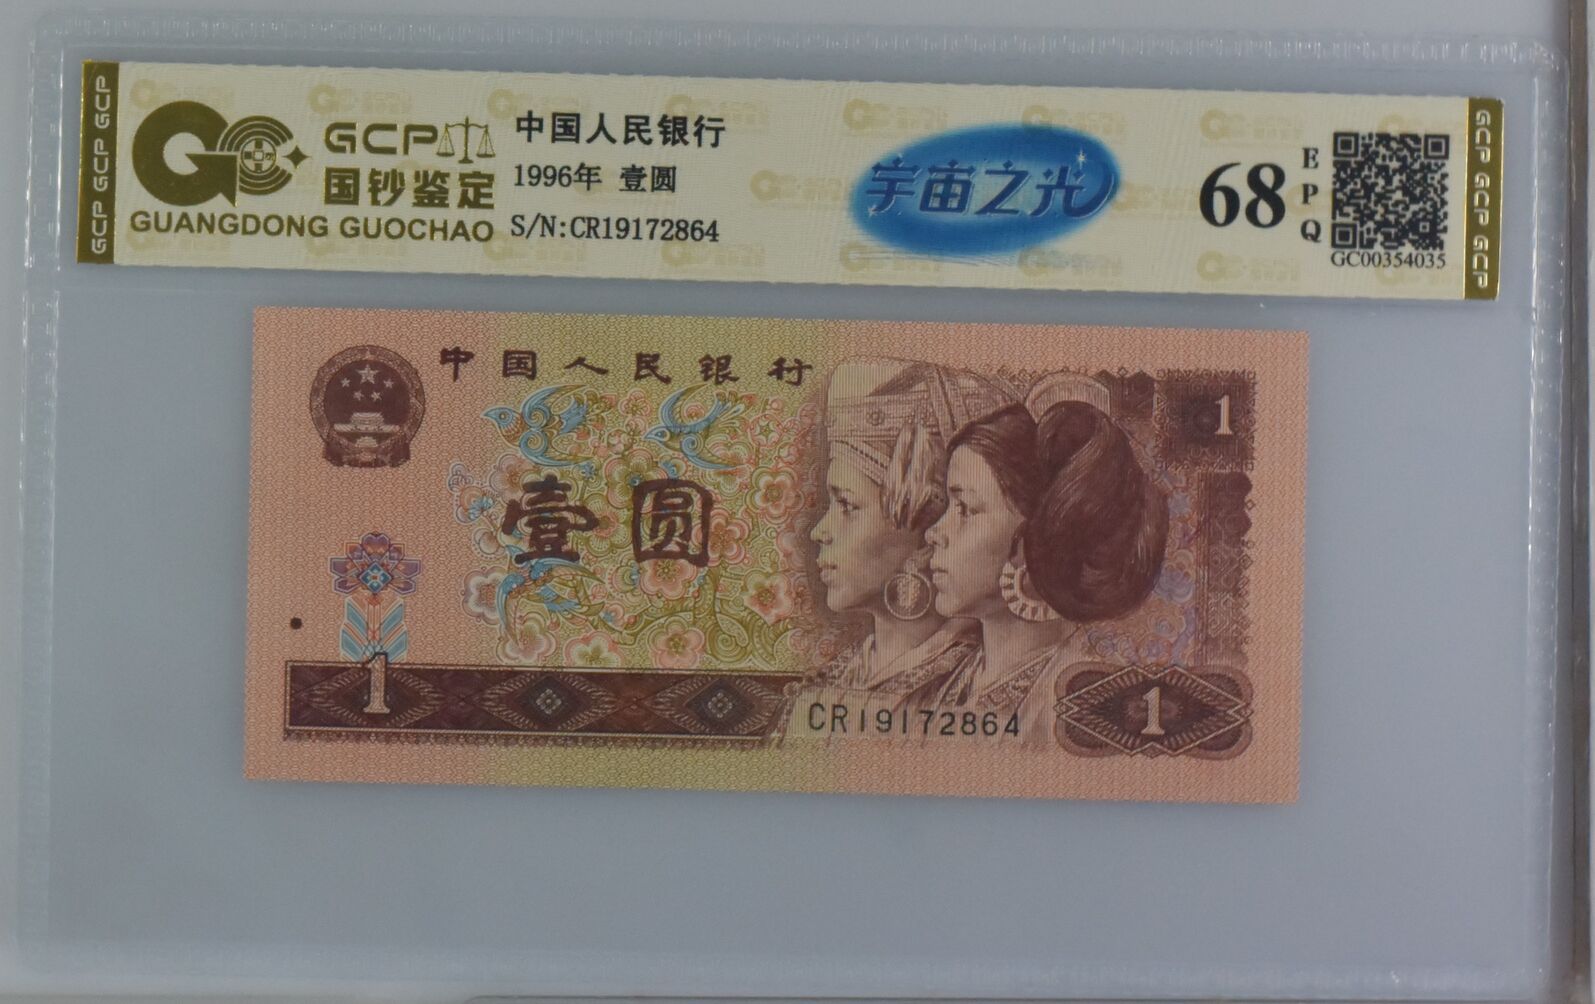 GCP GCP GCP
GCP
国钞鉴定
GUANGDONG GUOCHAO
中国人民银行
1996年 壹圆
S/N:CR19172864
宇宙之光
68
EPQ
GC00354035
GCP GCP GCP
中国人民银行
1
壹圆
1
CR19172864
1